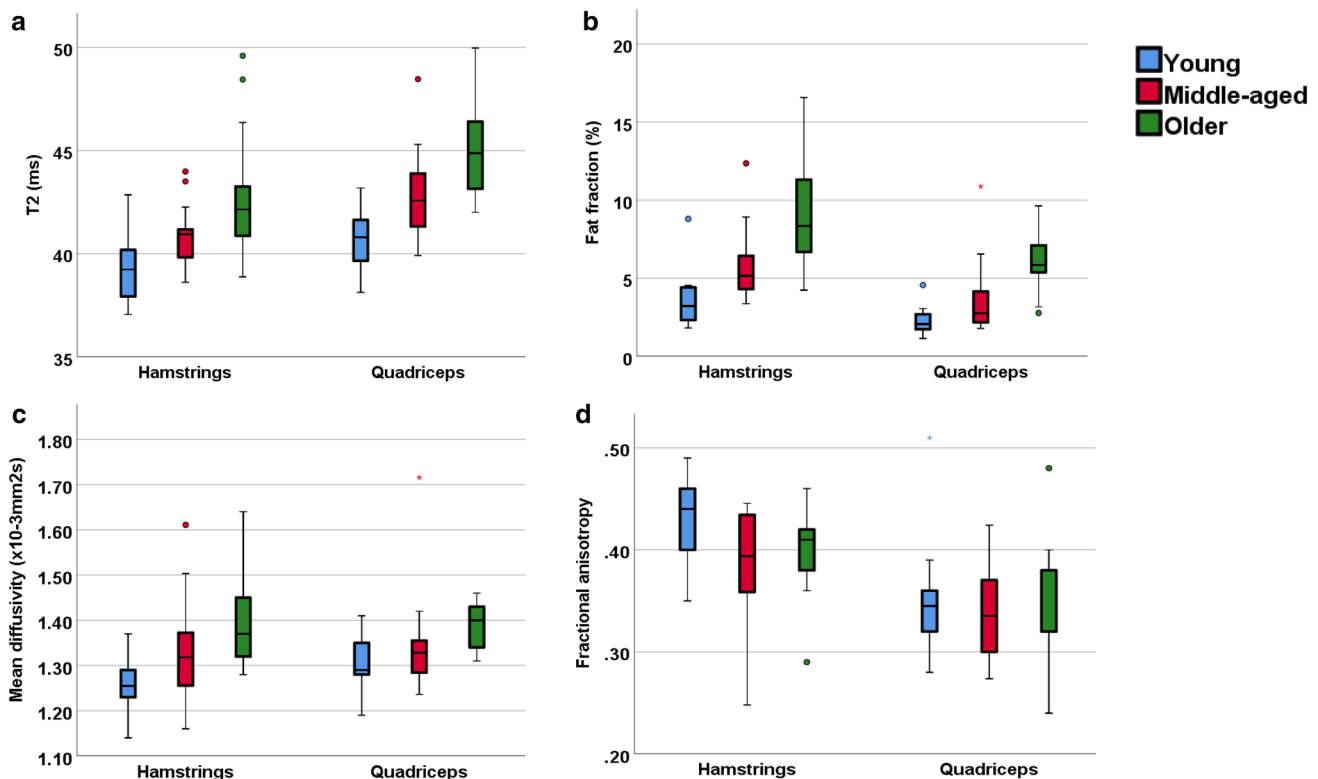 a
50
45
40
35
T2 (ms)
Hamstrings
Quadriceps
b
20
15
10
5
0
Fat fraction (%)
Hamstrings
Quadriceps
Young
Middle-aged
Older
c
1.80
1.70
1.60
1.50
1.40
1.30
1.20
1.10
Mean diffusivity (x10-3mm2s)
Hamstrings
Quadriceps
d
.50
.40
.30
.20
Fractional anisotropy
Hamstrings
Quadriceps